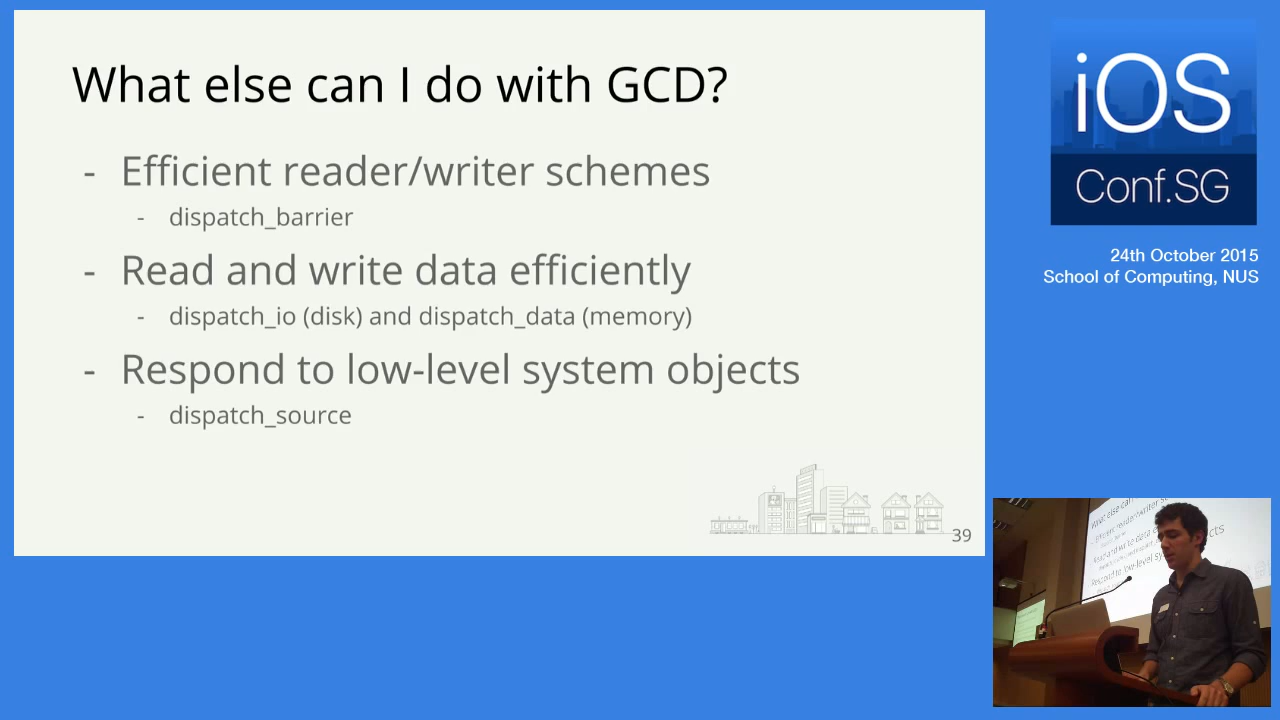 What else can I do with GCD?
- Efficient reader/writer schemes
- dispatch_barrier
- Read and write data efficiently
- dispatch_io (disk) and dispatch_data (memory)
- Respond to low-level system objects
- dispatch_source
39
iOS
Conf.SG
24th October 2015
School of Computing, NUS